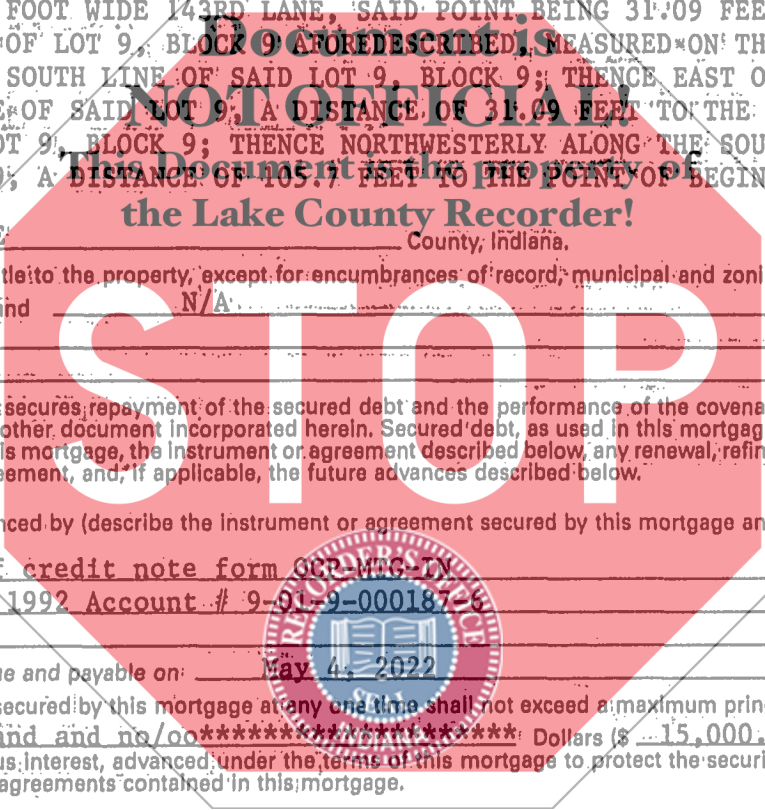 FOOT WIDE 143RD LANE, SAID POINT BEING 31.09 FEE
OF LOT 9, BLOCK 9 AFOREDESCRIBED, MEASURED ON TH
SOUTH LINE OF SAID LOT 9, BLOCK 9; THENCE EAST O
E OF SAID LOT 9, A DISTANCE OF 31.09 FEET TO THE
OT 9, BLOCK 9; THENCE NORTHWESTERLY ALONG THE SOU
9; A DISTANCE OF 105.7 FEET TO THE POINT OF BEGIN
Document is
NOT OFFICIAL!
This Document is the property of
the Lake County Recorder!
County, Indiana.
tle to the property, except for encumbrances of record, municipal and zoni
nd N/A
STOP
secures repayment of the secured debt and the performance of the covena
other document incorporated herein. Secured debt, as used in this mortgag
is mortgage, the instrument or agreement described below, any renewal, refin
eement, and, if applicable, the future advances described below.
nced by (describe the instrument or agreement secured by this mortgage an
f credit note form OCP-MTG-IN
1992 Account # 9-01-9-000187-8
RECORDER'S OFFICE
SEAL
INDIANA
e and payable on: May 4, 2022
secured by this mortgage at any one time shall not exceed a maximum prin
and and no/oo************************ Dollars ($ 15,000.
us interest, advanced under the terms of this mortgage to protect the securi
agreements contained in this mortgage.